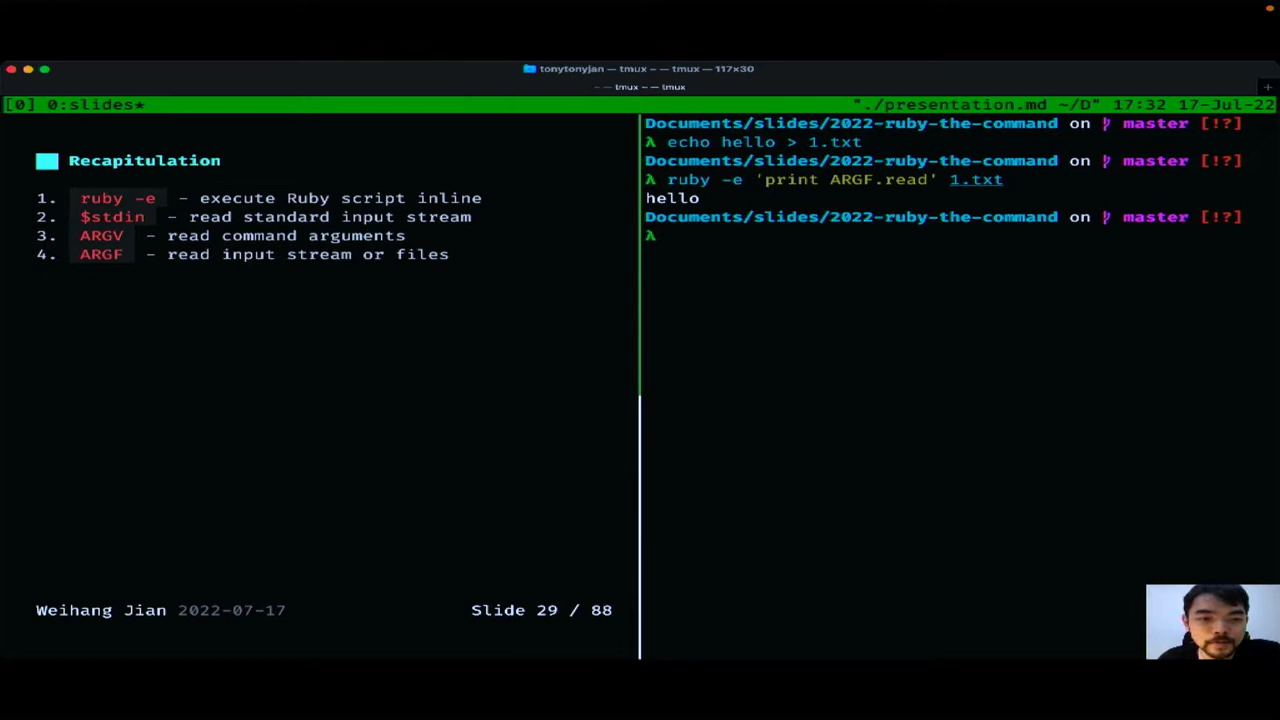 tonytonyjan — tmux - — tmux — 117×30
- — tmux - — tmux
[0] 0:slides* "./presentation.md ~/D" 17:32 17-Jul-22
Recapitulation
1. ruby -e - execute Ruby script inline
2. $stdin - read standard input stream
3. ARGV - read command arguments
4. ARGF - read input stream or files
Weihang Jian 2022-07-17 Slide 29 / 88
Documents/slides/2022-ruby-the-command on master [!?]
λ echo hello > 1.txt
Documents/slides/2022-ruby-the-command on master [!?]
λ ruby -e 'print ARGF.read' 1.txt
hello
Documents/slides/2022-ruby-the-command on master [!?]
λ